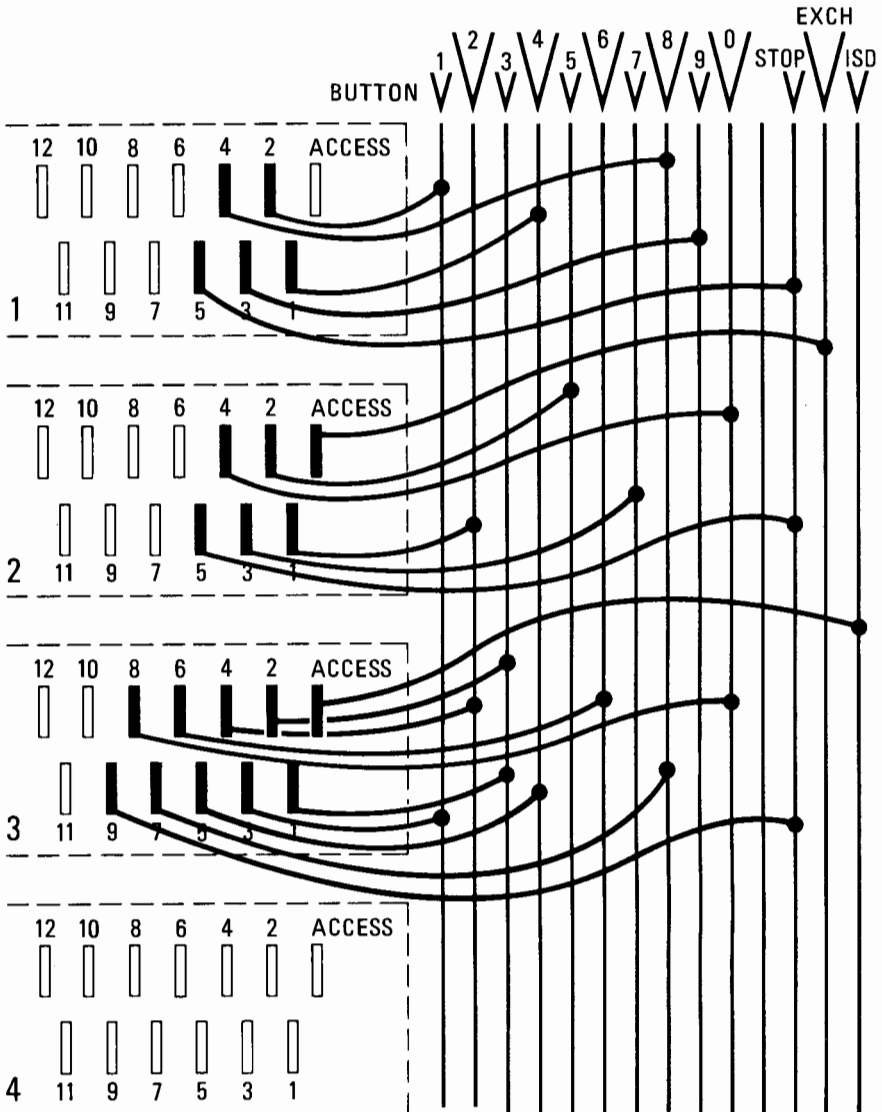 EXCH
BUTTON 1 2 3 4 5 6 7 8 9 0 STOP ISD
12 10 8 6 4 2 ACCESS
1 11 9 7 5 3 1
12 10 8 6 4 2 ACCESS
2 11 9 7 5 3 1
12 10 8 6 4 2 ACCESS
3 11 9 7 5 3 1
12 10 8 6 4 2 ACCESS
4 11 9 7 5 3 1